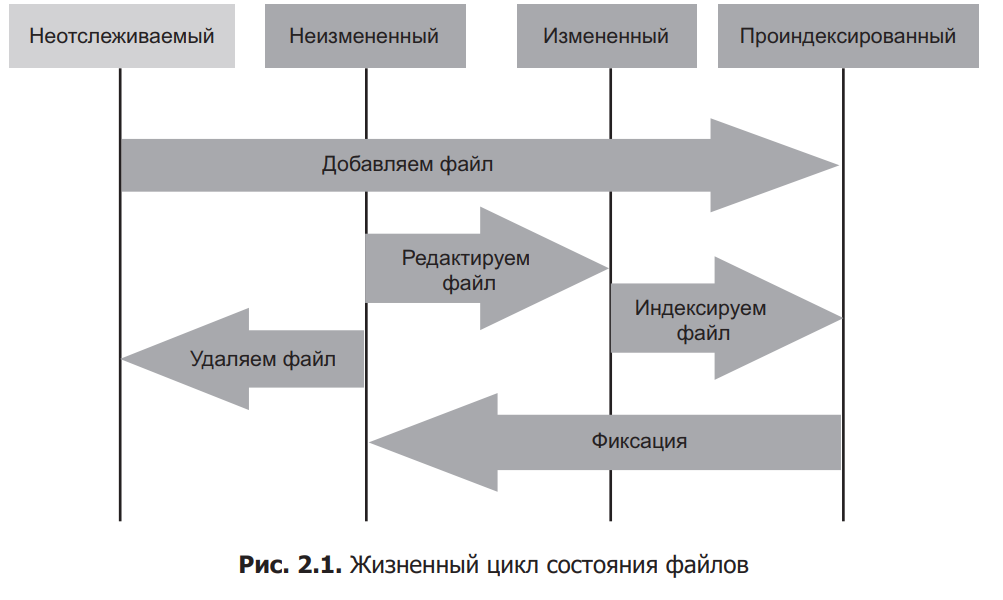 Неотслеживаемый
Неизмененный
Измененный
Проиндексированный
Добавляем файл
Редактируем
файл
Индексируем
файл
Удаляем файл
Фиксация
Рис. 2.1. Жизненный цикл состояния файлов